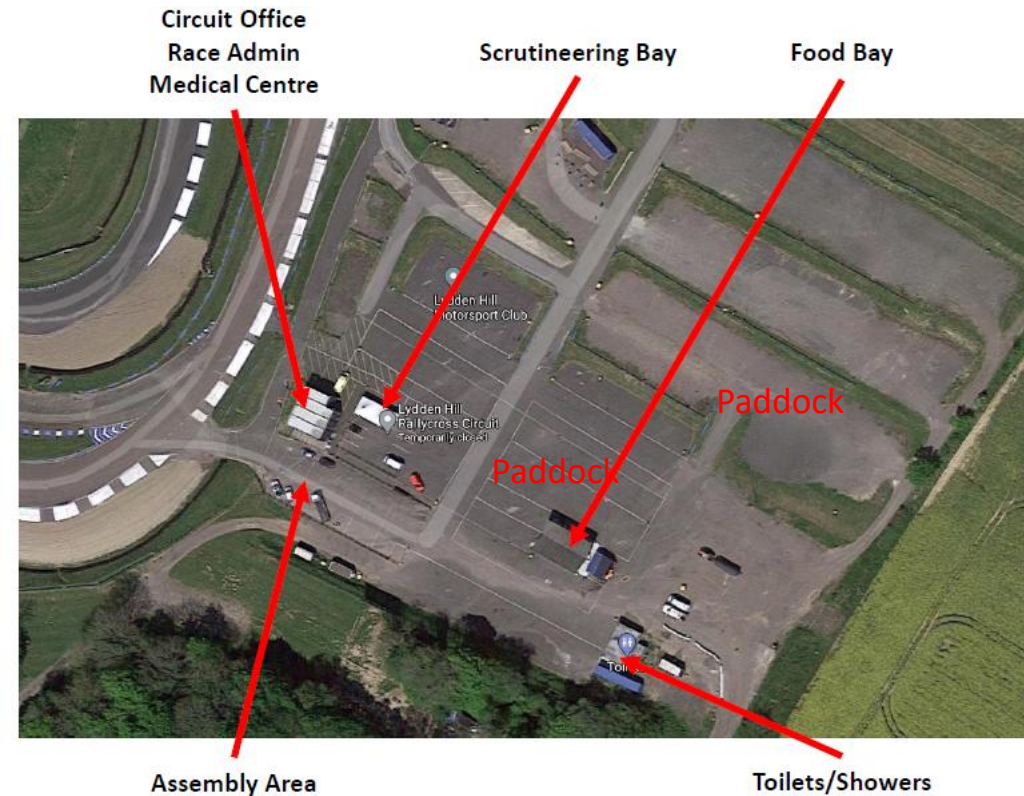 Circuit Office
Race Admin
Medical Centre
Scrutineering Bay
Food Bay
Lydden Hill
Motorsport Club
Paddock
Lydden Hill
Rallycross Circuit
Temporarily closed
Paddock
Assembly Area
Toilets/Showers